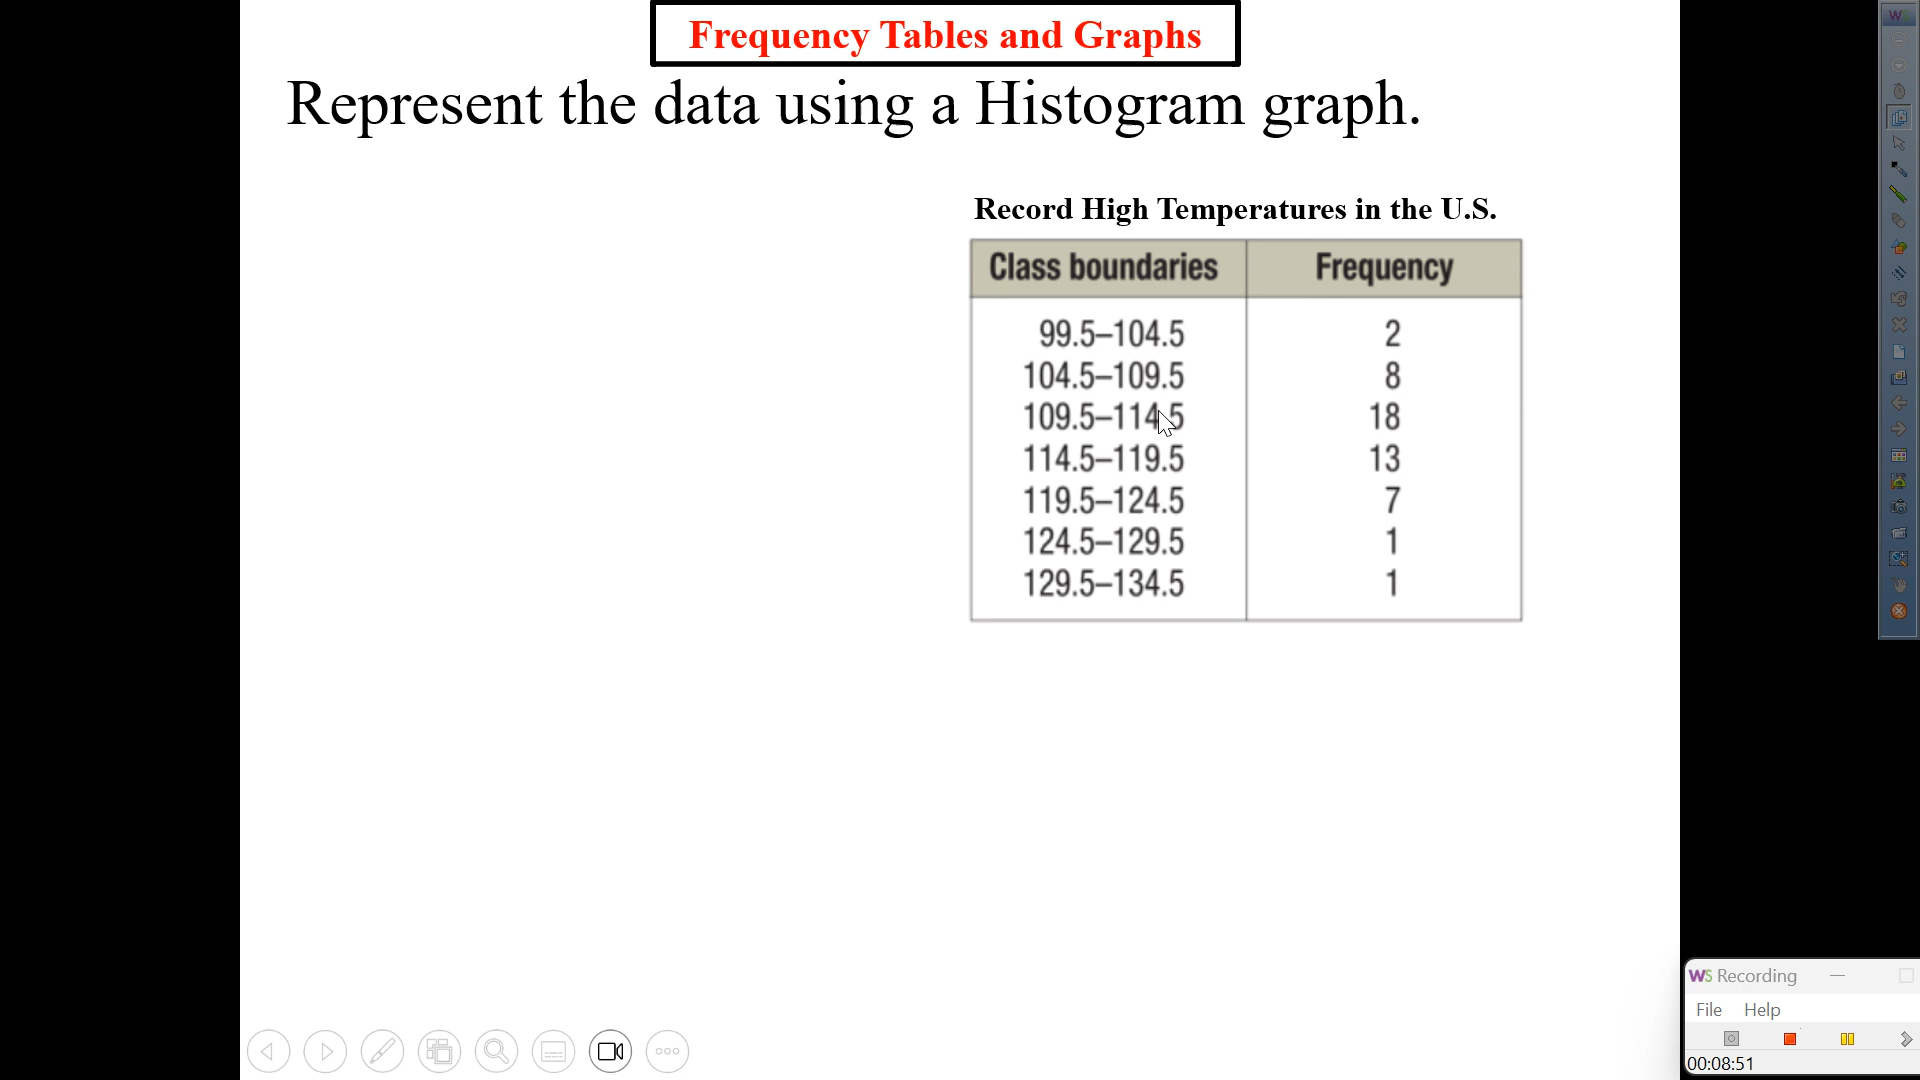 Frequency Tables and Graphs
Represent the data using a Histogram graph.
Record High Temperatures in the U.S.
Class boundaries Frequency
99.5–104.5 2
104.5–109.5 8
109.5–114.5 18
114.5–119.5 13
119.5–124.5 7
124.5–129.5 1
129.5–134.5 1
WS
WS Recording
File Help
00:08:51